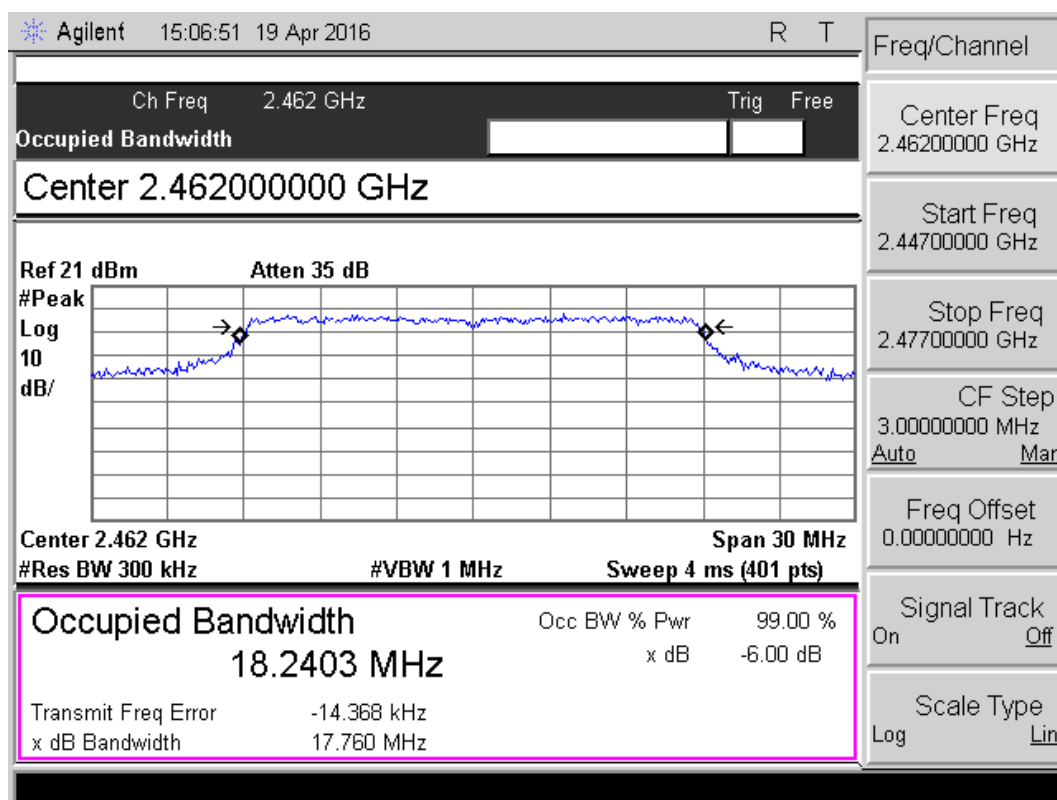 Agilent 15:06:51 19 Apr 2016 R T
Freq/Channel
Ch Freq 2.462 GHz Trig Free
Occupied Bandwidth
Center 2.462000000 GHz
Ref 21 dBm Atten 35 dB
#Peak
Log
10
dB/
Center 2.462 GHz Span 30 MHz
#Res BW 300 kHz #VBW 1 MHz Sweep 4 ms (401 pts)
Occupied Bandwidth
18.2403 MHz
Occ BW % Pwr 99.00 %
x dB -6.00 dB
Transmit Freq Error -14.368 kHz
x dB Bandwidth 17.760 MHz
Center Freq
2.46200000 GHz
Start Freq
2.44700000 GHz
Stop Freq
2.47700000 GHz
CF Step
3.00000000 MHz
Auto Mar
Freq Offset
0.00000000 Hz
Signal Track
On Off
Scale Type
Log Lin